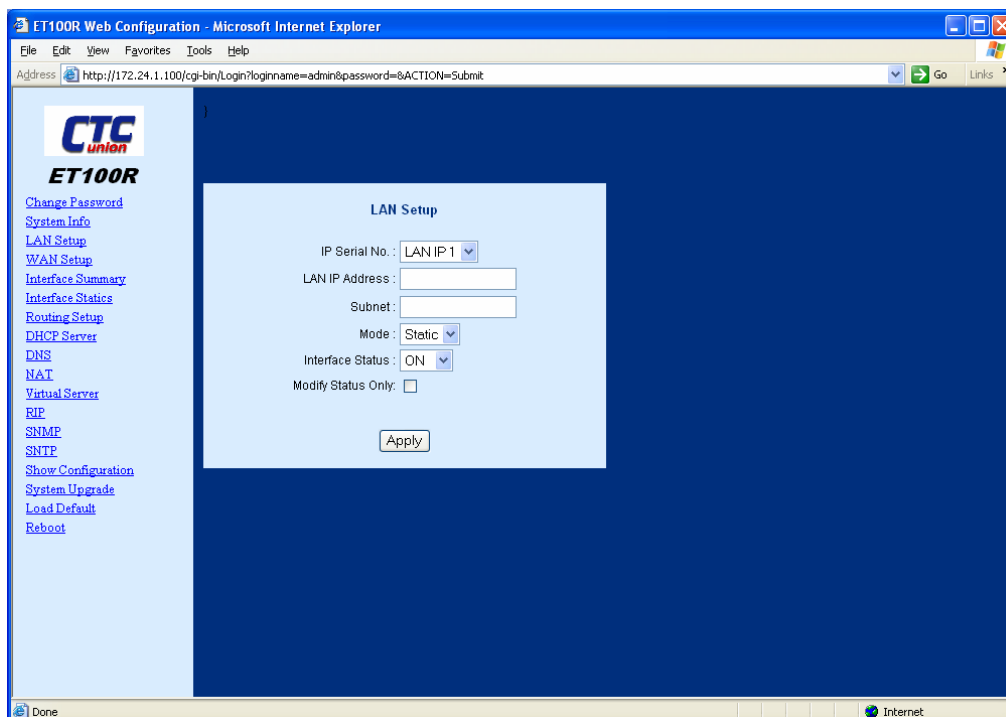 ET100R Web Configuration - Microsoft Internet Explorer
File Edit View Favorites Tools Help
Address http://172.24.1.100/cgi-bin/Login?loginname=admin&password=&ACTION=Submit Go Links
CTC
union
ET100R
Change Password
System Info
LAN Setup
WAN Setup
Interface Summary
Interface Statics
Routing Setup
DHCP Server
DNS
NAT
Virtual Server
RIP
SNMP
SNTP
Show Configuration
System Upgrade
Load Default
Reboot
}
LAN Setup
IP Serial No. : LAN IP 1
LAN IP Address :
Subnet :
Mode : Static
Interface Status : ON
Modify Status Only:
Apply
Done Internet